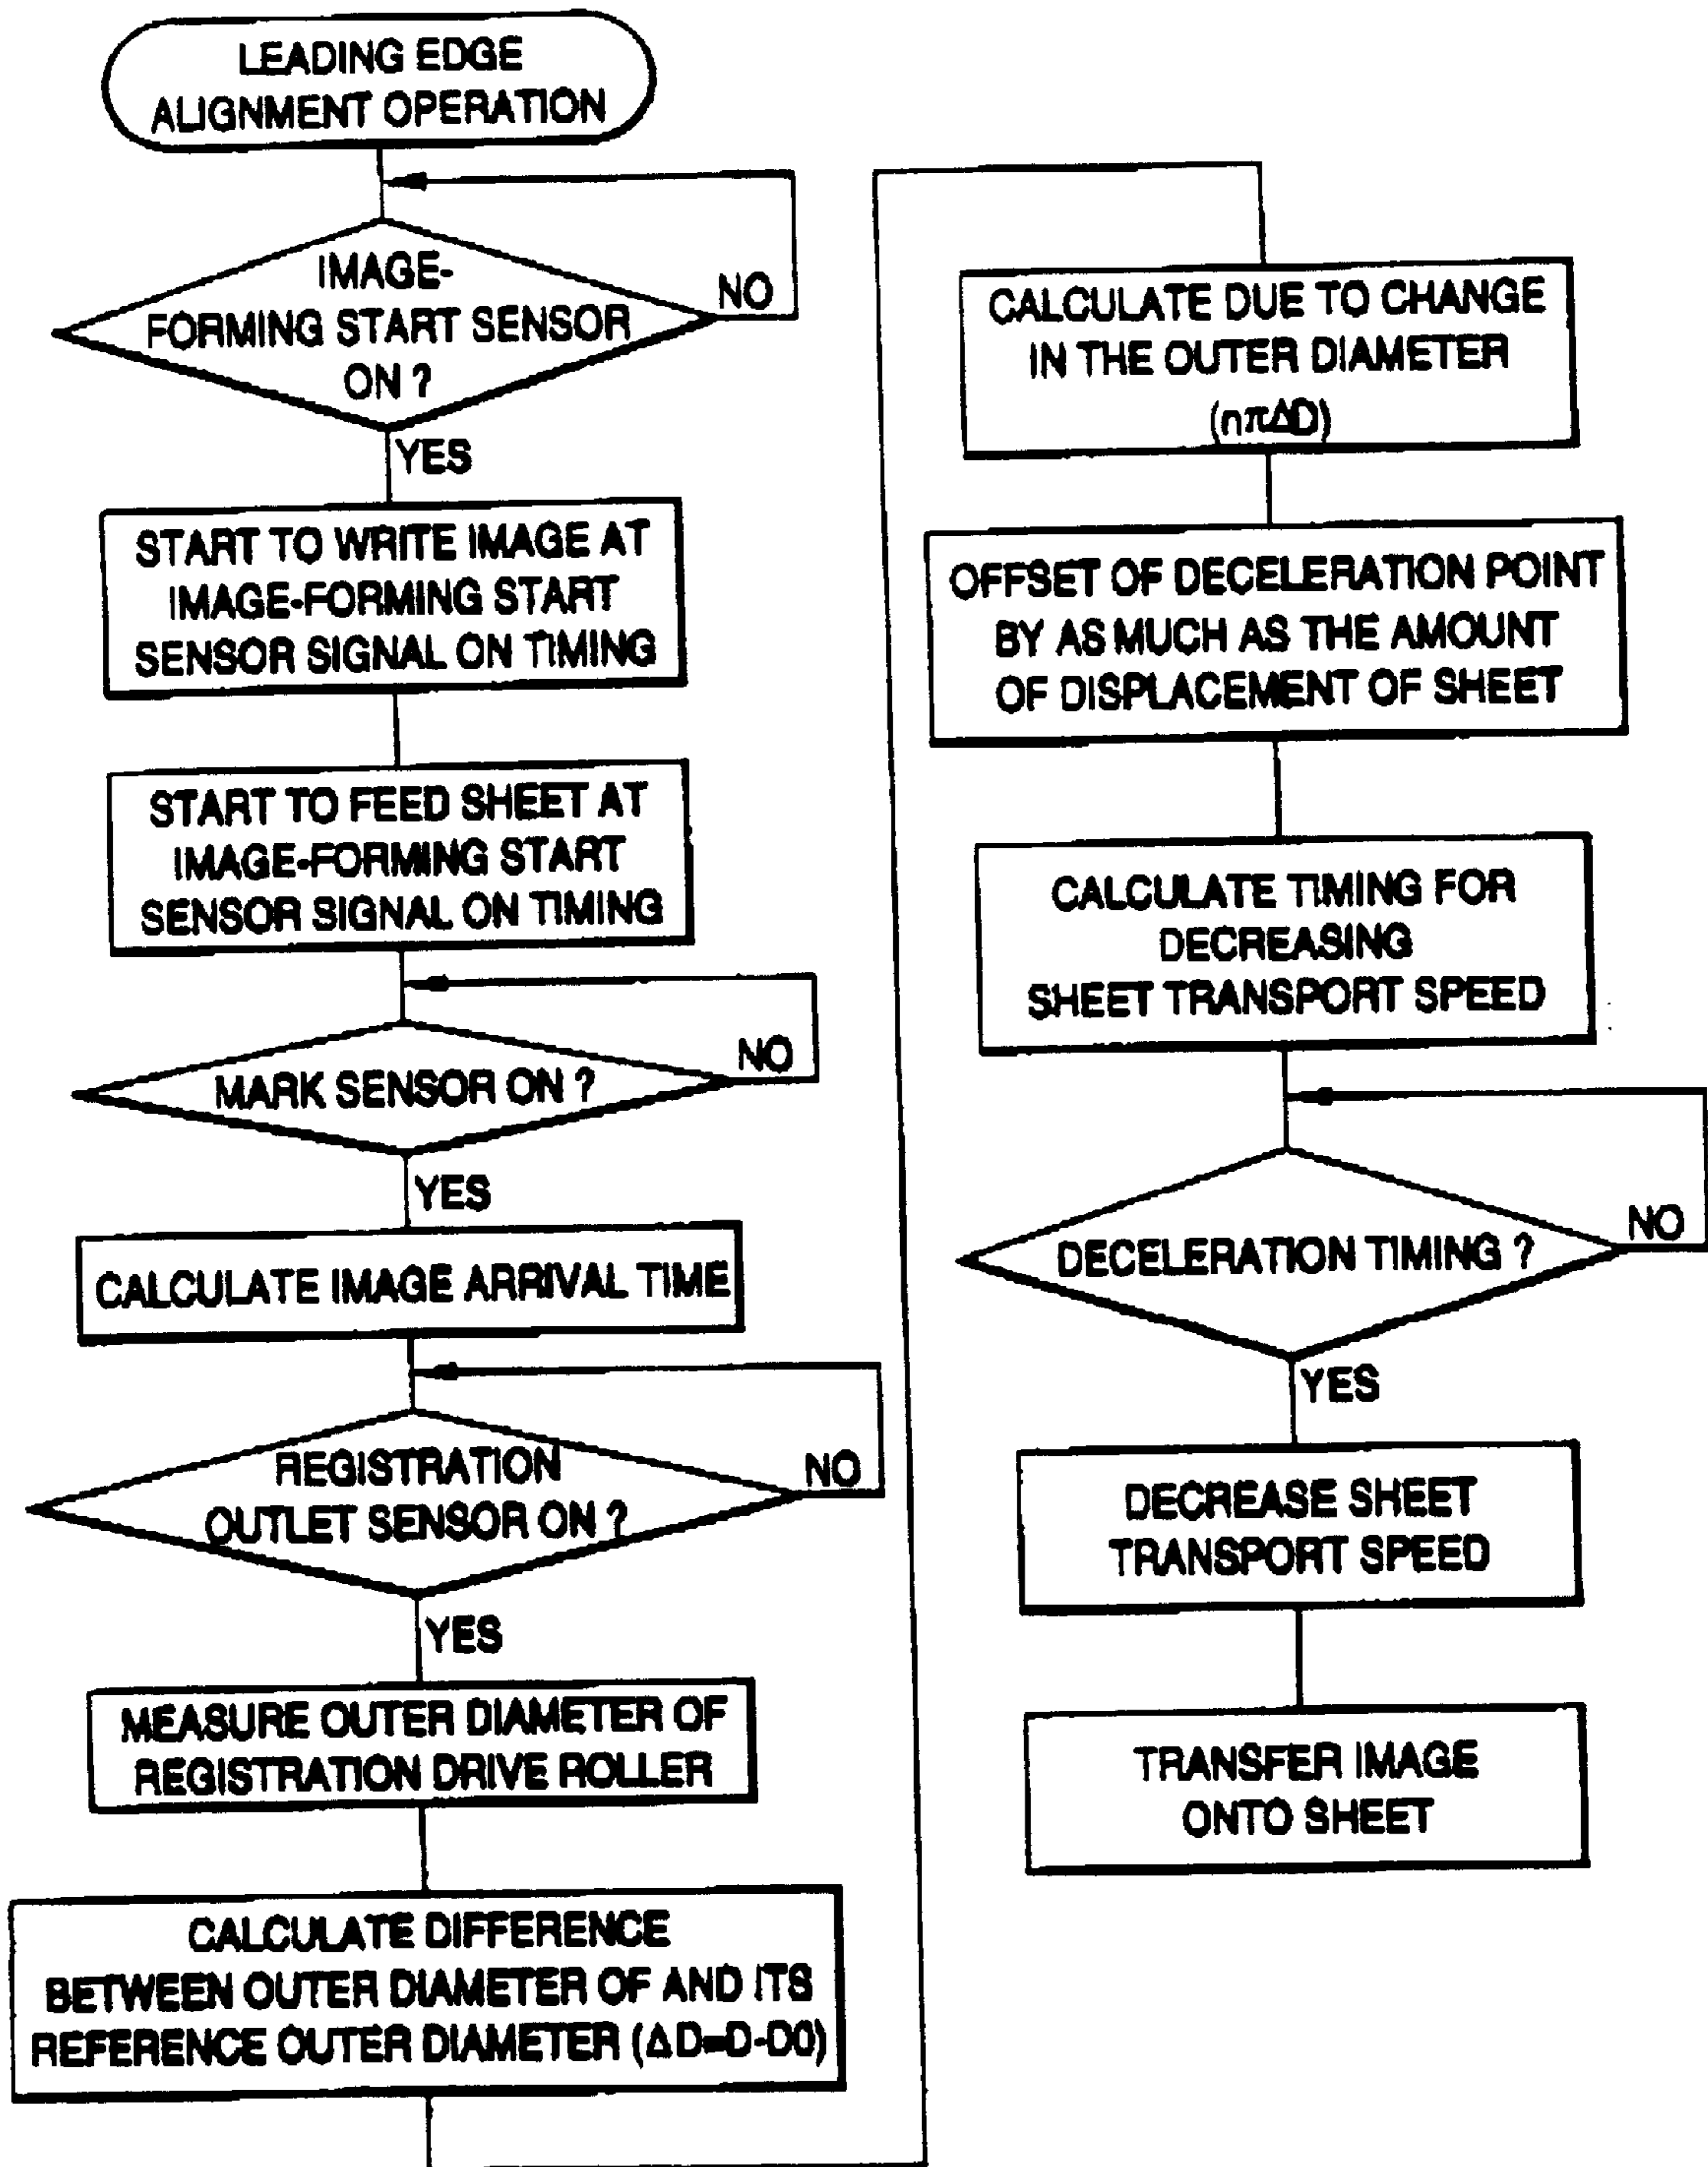 LEADING EDGE
ALIGNMENT OPERATION
IMAGE-
FORMING START SENSOR
ON ?
NO
YES
START TO WRITE IMAGE AT
IMAGE-FORMING START
SENSOR SIGNAL ON TIMING
START TO FEED SHEET AT
IMAGE-FORMING START
SENSOR SIGNAL ON TIMING
MARK SENSOR ON ?
NO
YES
CALCULATE IMAGE ARRIVAL TIME
REGISTRATION
OUTLET SENSOR ON ?
NO
YES
MEASURE OUTER DIAMETER OF
REGISTRATION DRIVE ROLLER
CALCULATE DIFFERENCE
BETWEEN OUTER DIAMETER OF AND ITS
REFERENCE OUTER DIAMETER (ΔD=D-D0)
CALCULATE DUE TO CHANGE
IN THE OUTER DIAMETER
(nπΔD)
OFFSET OF DECELERATION POINT
BY AS MUCH AS THE AMOUNT
OF DISPLACEMENT OF SHEET
CALCULATE TIMING FOR
DECREASING
SHEET TRANSPORT SPEED
DECELERATION TIMING ?
NO
YES
DECREASE SHEET
TRANSPORT SPEED
TRANSFER IMAGE
ONTO SHEET